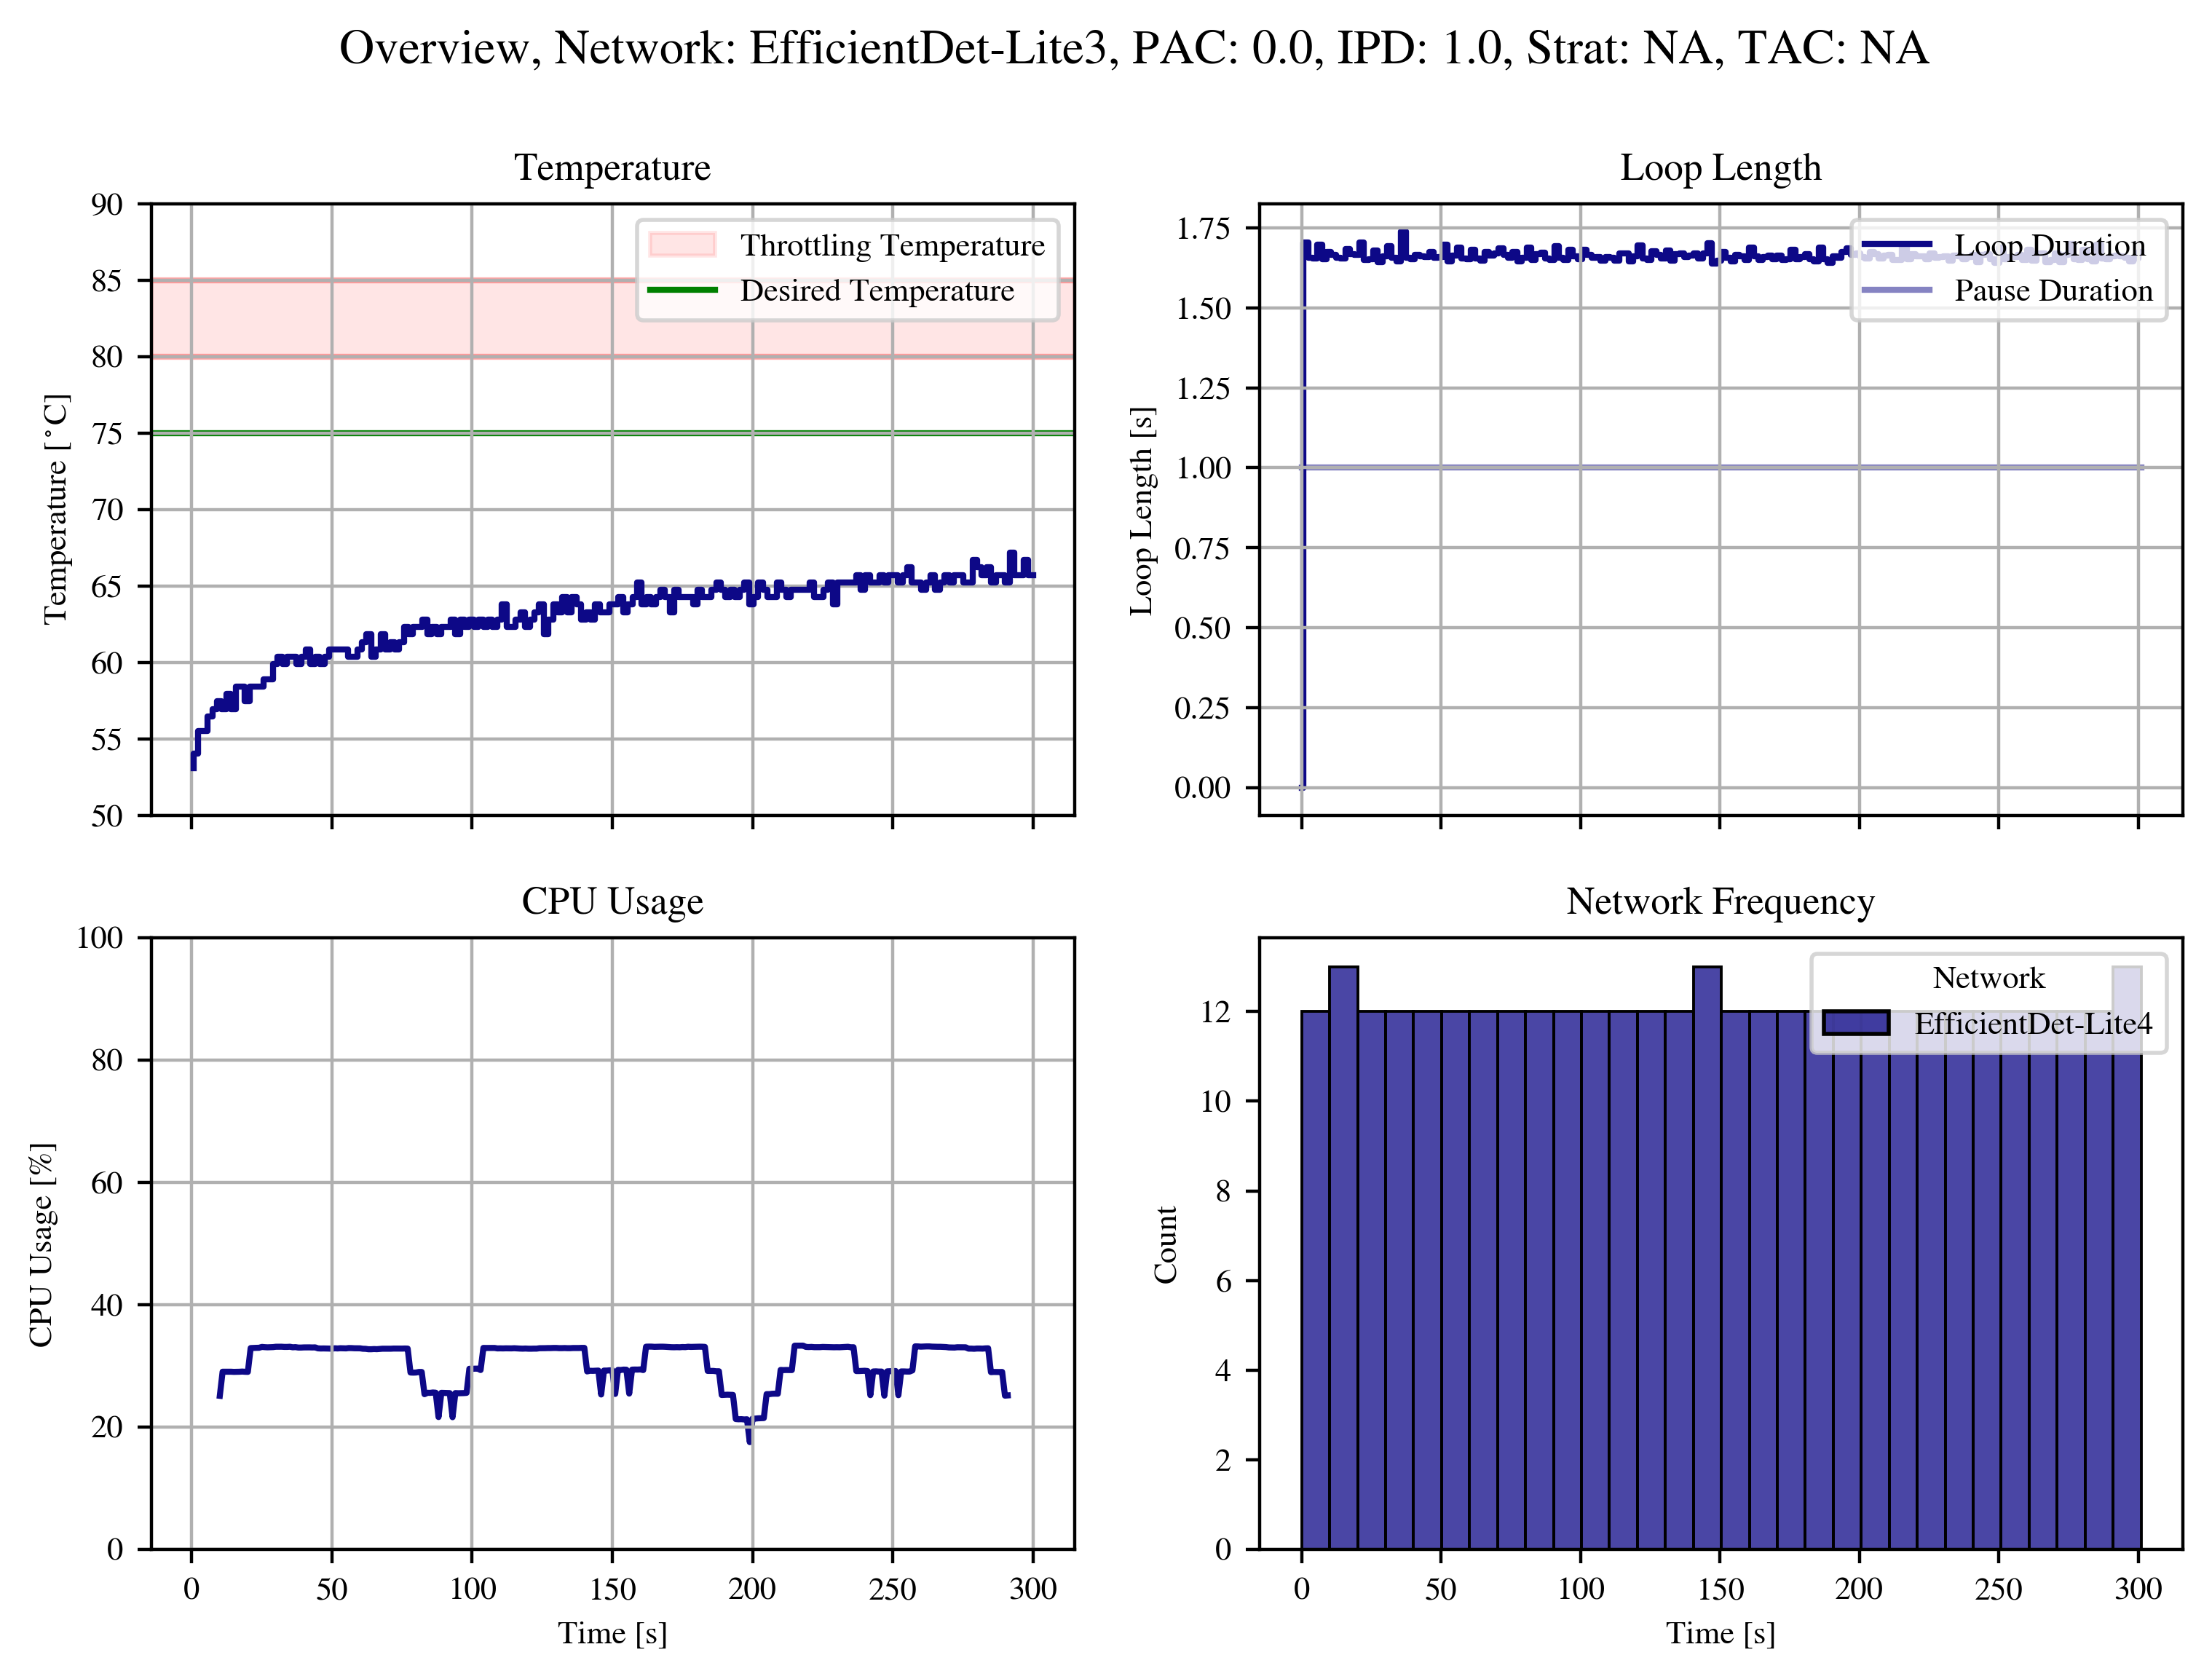 Overview, Network: EfficientDet-Lite3, PAC: 0.0, IPD: 1.0, Strat: NA, TAC: NA
Temperature
90
85
80
75
70
65
60
55
50
Temperature [°C]
Throttling Temperature
Desired Temperature
Loop Length
1.75
1.50
1.25
1.00
0.75
0.50
0.25
0.00
Loop Length [s]
Loop Duration
Pause Duration
CPU Usage
100
80
60
40
20
0
CPU Usage [%]
0 50 100 150 200 250 300
Time [s]
Network Frequency
12
10
8
6
4
2
0
Count
Network
EfficientDet-Lite4
0 50 100 150 200 250 300
Time [s]